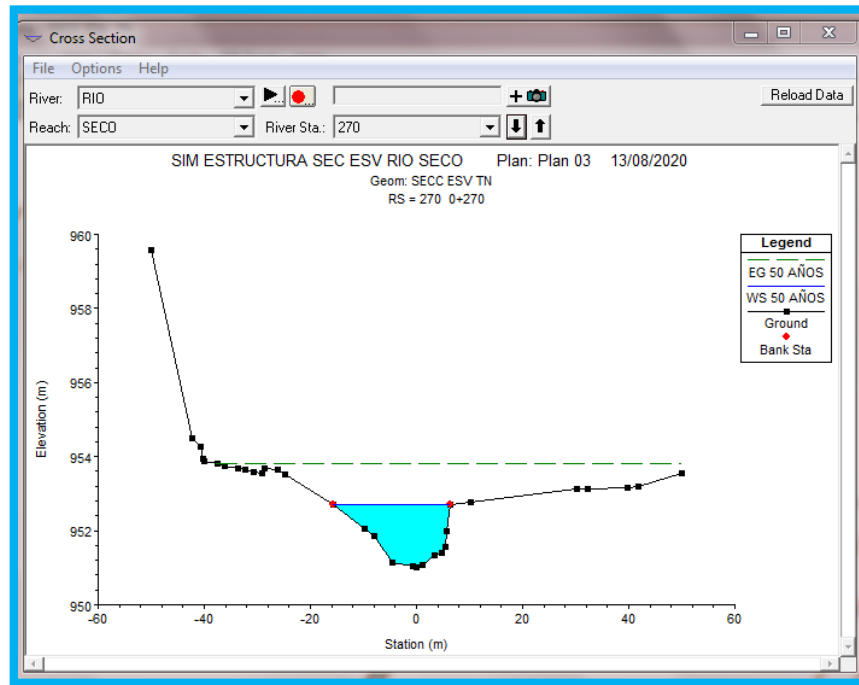 Cross Section
File Options Help
River: RIO
Reload Data
Reach: SECO River Sta.: 270
SIM ESTRUCTURA SEC ESV RIO SECO Plan: Plan 03 13/08/2020
Geom: SECC ESV TN
RS = 270 0+270
Legend
EG 50 AÑOS
WS 50 AÑOS
Ground
Bank Sta
Elevation (m)
960
958
956
954
952
950
-60 -40 -20 0 20 40 60
Station (m)